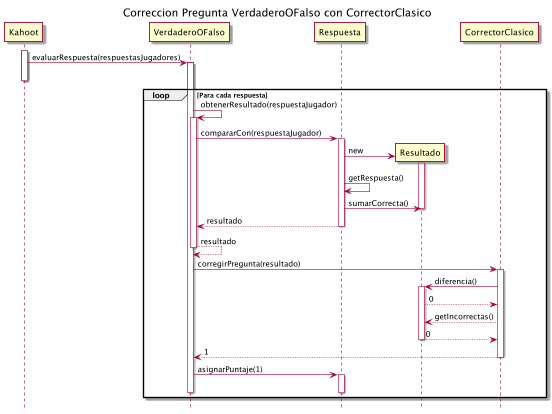 Correccion Pregunta VerdaderoOFalso con CorrectorClasico
Kahoot VerdaderoOFalso Respuesta CorrectorClasico
evaluarRespuesta(respuestasJugadores)
loop [Para cada respuesta]
obtenerResultado(respuestaJugador)
compararCon(respuestaJugador)
new Resultado
getRespuesta()
sumarCorrecta()
resultado
resultado
corregirPregunta(resultado)
diferencia()
0
getIncorrectas()
0
1
asignarPuntaje(1)